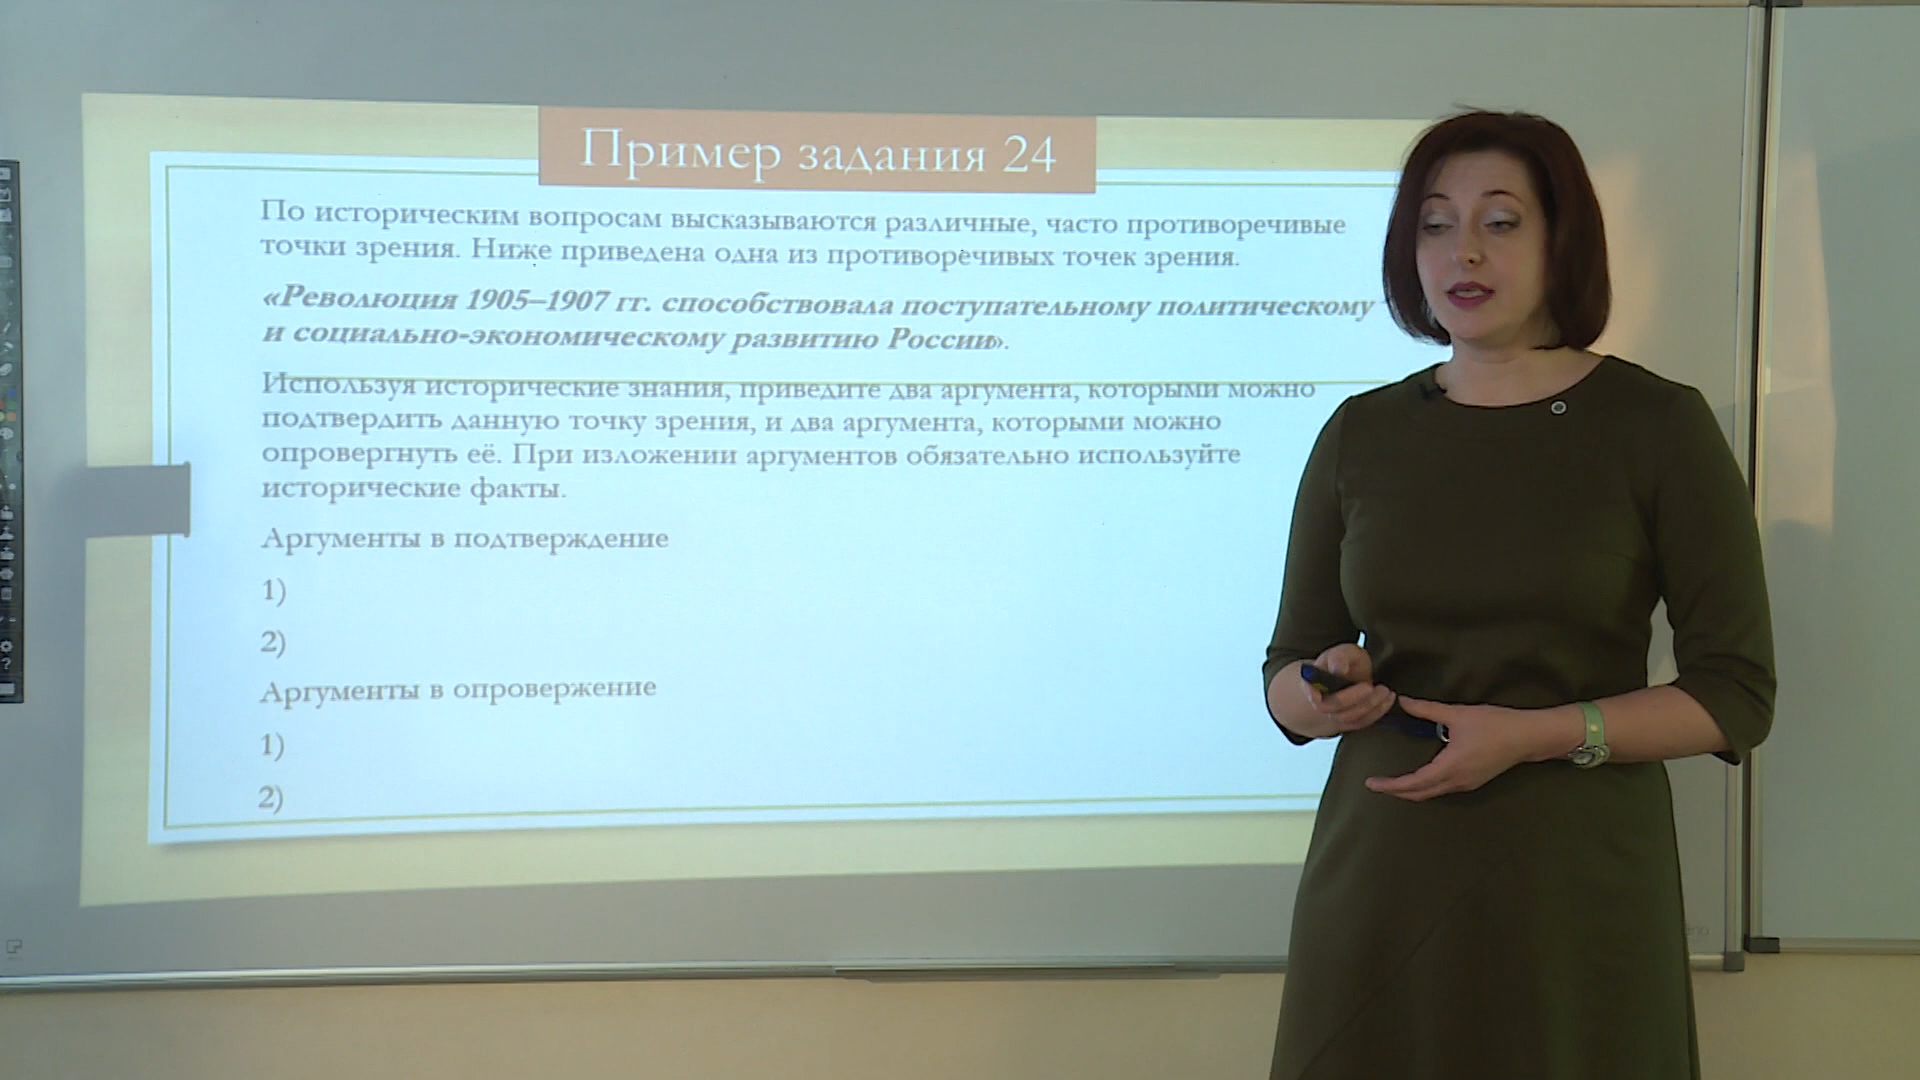 Пример задания 24
По историческим вопросам высказываются различные, часто противоречивые
точки зрения. Ниже приведена одна из противоречивых точек зрения.
«Революция 1905–1907 гг. способствовала поступательному политическому
и социально-экономическому развитию России».
Используя исторические знания, приведите два аргумента, которыми можно
подтвердить данную точку зрения, и два аргумента, которыми можно
опровергнуть её. При изложении аргументов обязательно используйте
исторические факты.
Аргументы в подтверждение
1)
2)
Аргументы в опровержение
1)
2)